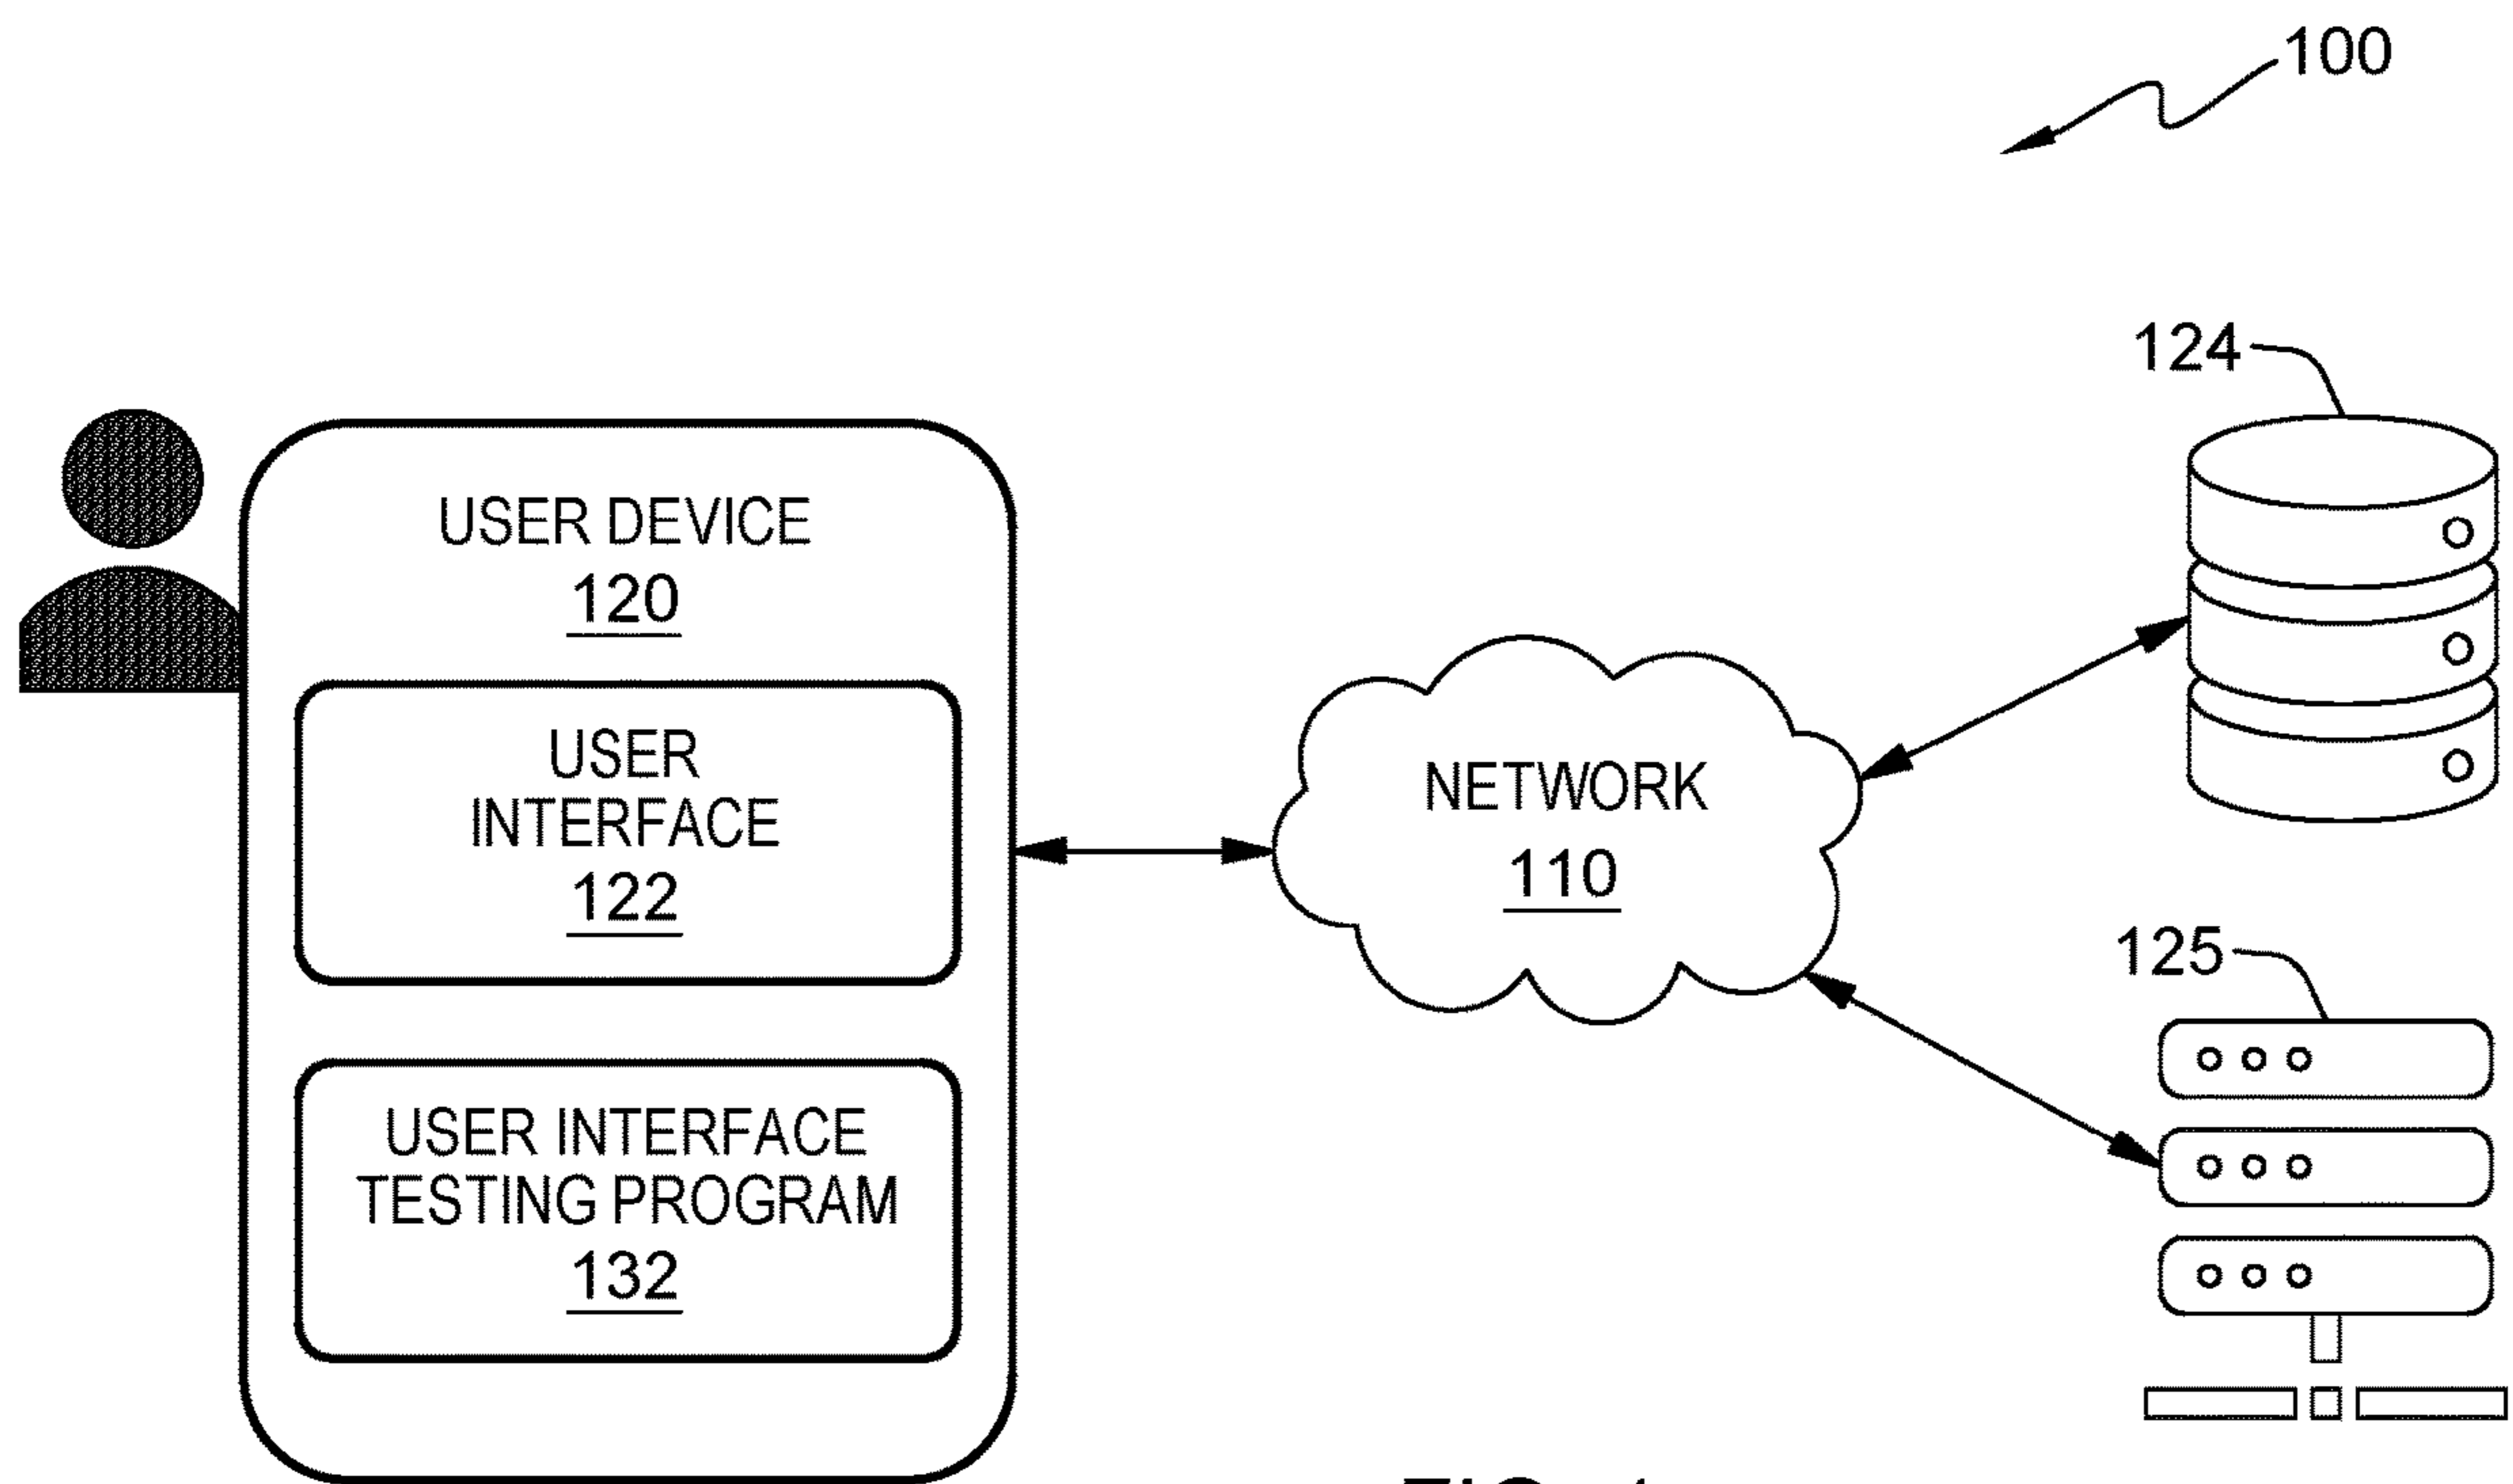 100
124
USER DEVICE
120
USER
INTERFACE
122
NETWORK
110
125
USER INTERFACE
TESTING PROGRAM
132